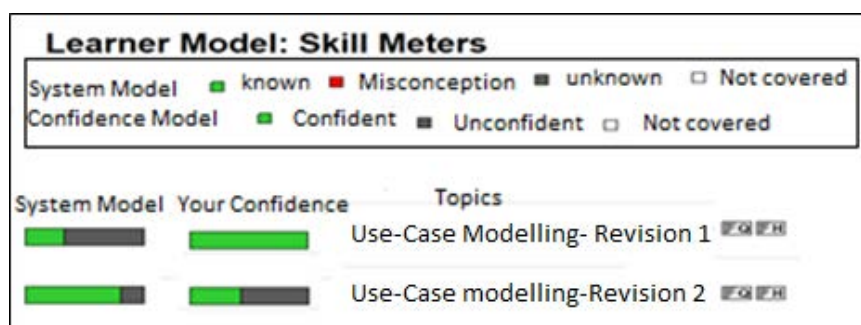 Learner Model: Skill Meters
System Model known Misconception unknown Not covered
Confidence Model Confident Unconfident Not covered
System Model Your Confidence Topics
Use-Case Modelling- Revision 1
Use-Case modelling-Revision 2